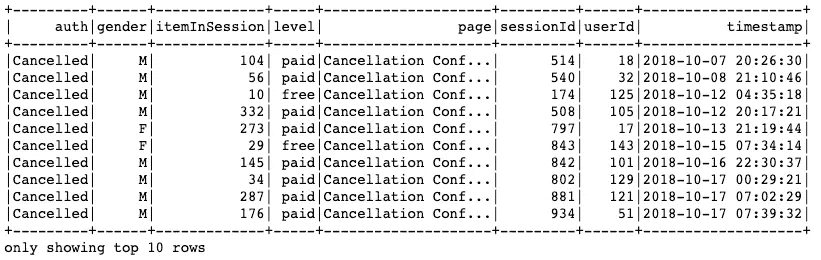 +---------+------+-------------+-----+--------------------+---------+------+-------------------+
|     auth|gender|itemInSession|level|                page|sessionId|userId|          timestamp|
+---------+------+-------------+-----+--------------------+---------+------+-------------------+
|Cancelled|     M|          104| paid|Cancellation Conf...|      514|    18|2018-10-07 20:26:30|
|Cancelled|     M|           56| paid|Cancellation Conf...|      540|    32|2018-10-08 21:10:46|
|Cancelled|     M|           10| free|Cancellation Conf...|      174|   125|2018-10-12 04:35:18|
|Cancelled|     M|          332| paid|Cancellation Conf...|      508|   105|2018-10-12 20:17:21|
|Cancelled|     F|          273| paid|Cancellation Conf...|      797|    17|2018-10-13 21:19:44|
|Cancelled|     F|           29| free|Cancellation Conf...|      843|   143|2018-10-15 07:34:14|
|Cancelled|     M|          145| paid|Cancellation Conf...|      842|   101|2018-10-16 22:30:37|
|Cancelled|     M|           34| paid|Cancellation Conf...|      802|   129|2018-10-17 00:29:21|
|Cancelled|     M|          287| paid|Cancellation Conf...|      881|   121|2018-10-17 07:02:29|
|Cancelled|     M|          176| paid|Cancellation Conf...|      934|    51|2018-10-17 07:39:32|
+---------+------+-------------+-----+--------------------+---------+------+-------------------+
only showing top 10 rows